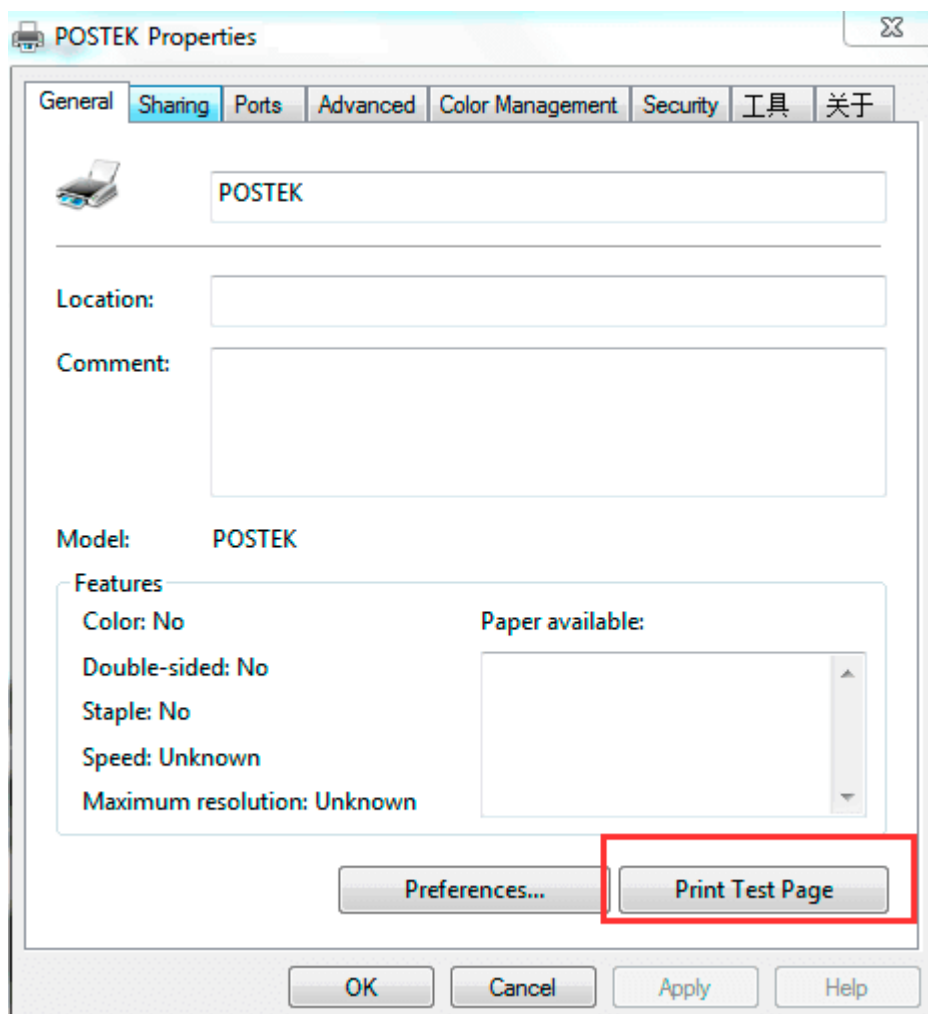 POSTEK Properties
General Sharing Ports Advanced Color Management Security 工具 关于
POSTEK
Location:
Comment:
Model: POSTEK
Features
Color: No
Paper available:
Double-sided: No
Staple: No
Speed: Unknown
Maximum resolution: Unknown
Preferences... Print Test Page
OK Cancel Apply Help